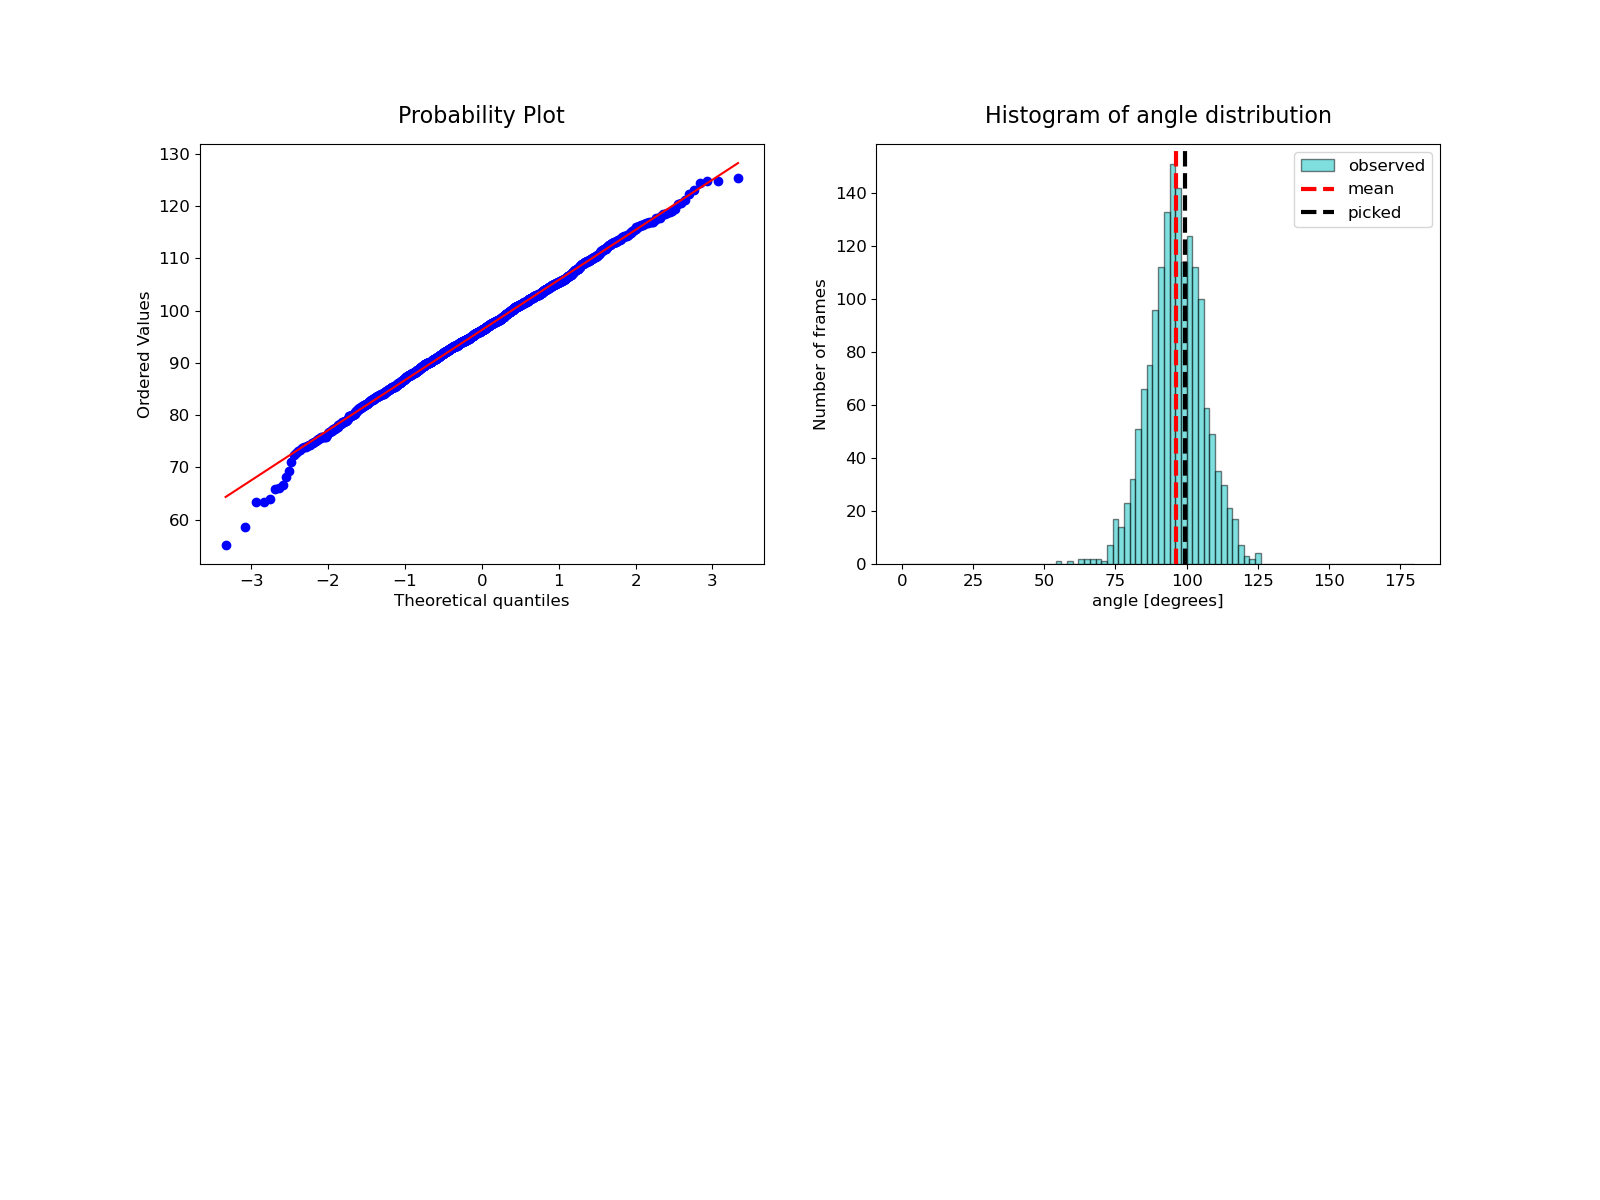 Probability Plot
130
120
110
100
90
80
70
60
Ordered Values
−3 −2 −1 0 1 2 3
Theoretical quantiles
Histogram of angle distribution
observed
mean
picked
140
120
100
80
60
40
20
0
Number of frames
0 25 50 75 100 125 150 175
angle [degrees]